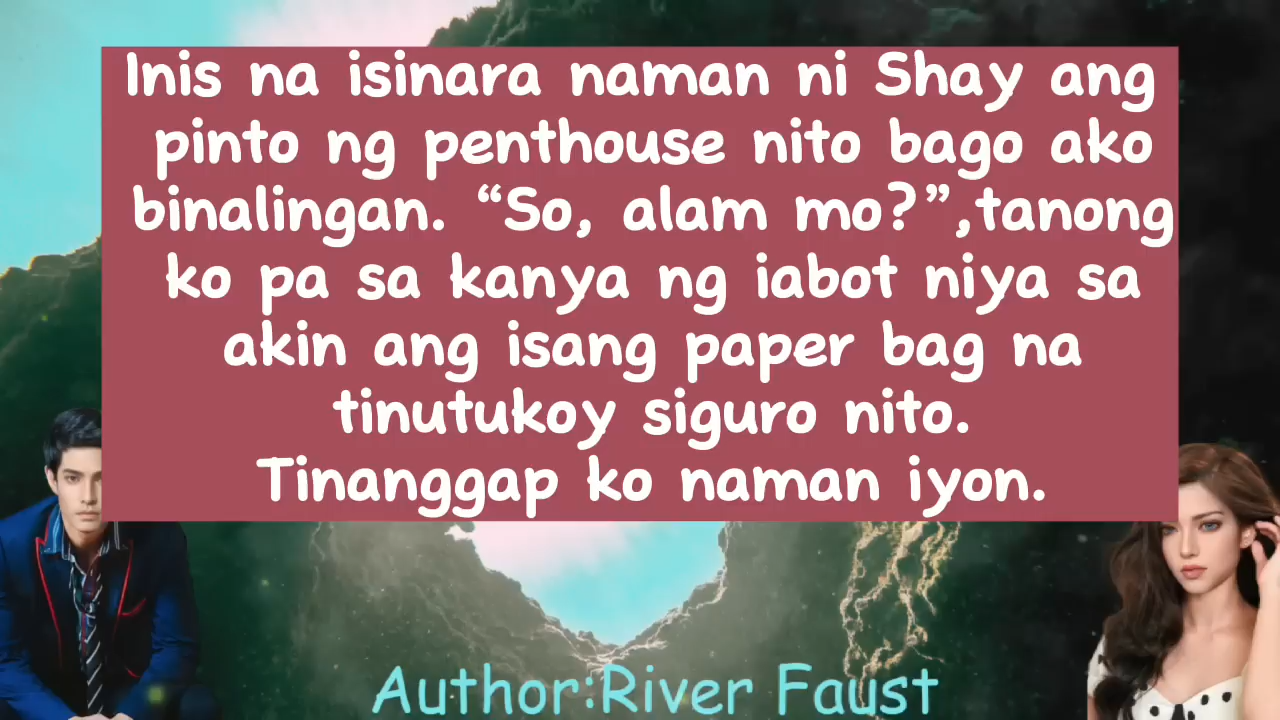 Inis na isinara naman ni Shay ang
pinto ng penthouse nito bago ako
binalingan. “So, alam mo?”,tanong
ko pa sa kanya ng iabot niya sa
akin ang isang paper bag na
tinutukoy siguro nito.
Tinanggap ko naman iyon.
Author:River Faust